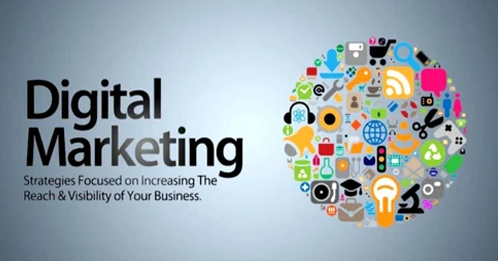 Digital
Marketing
Strategies Focused on Increasing The
Reach & Visibility of Your Business.